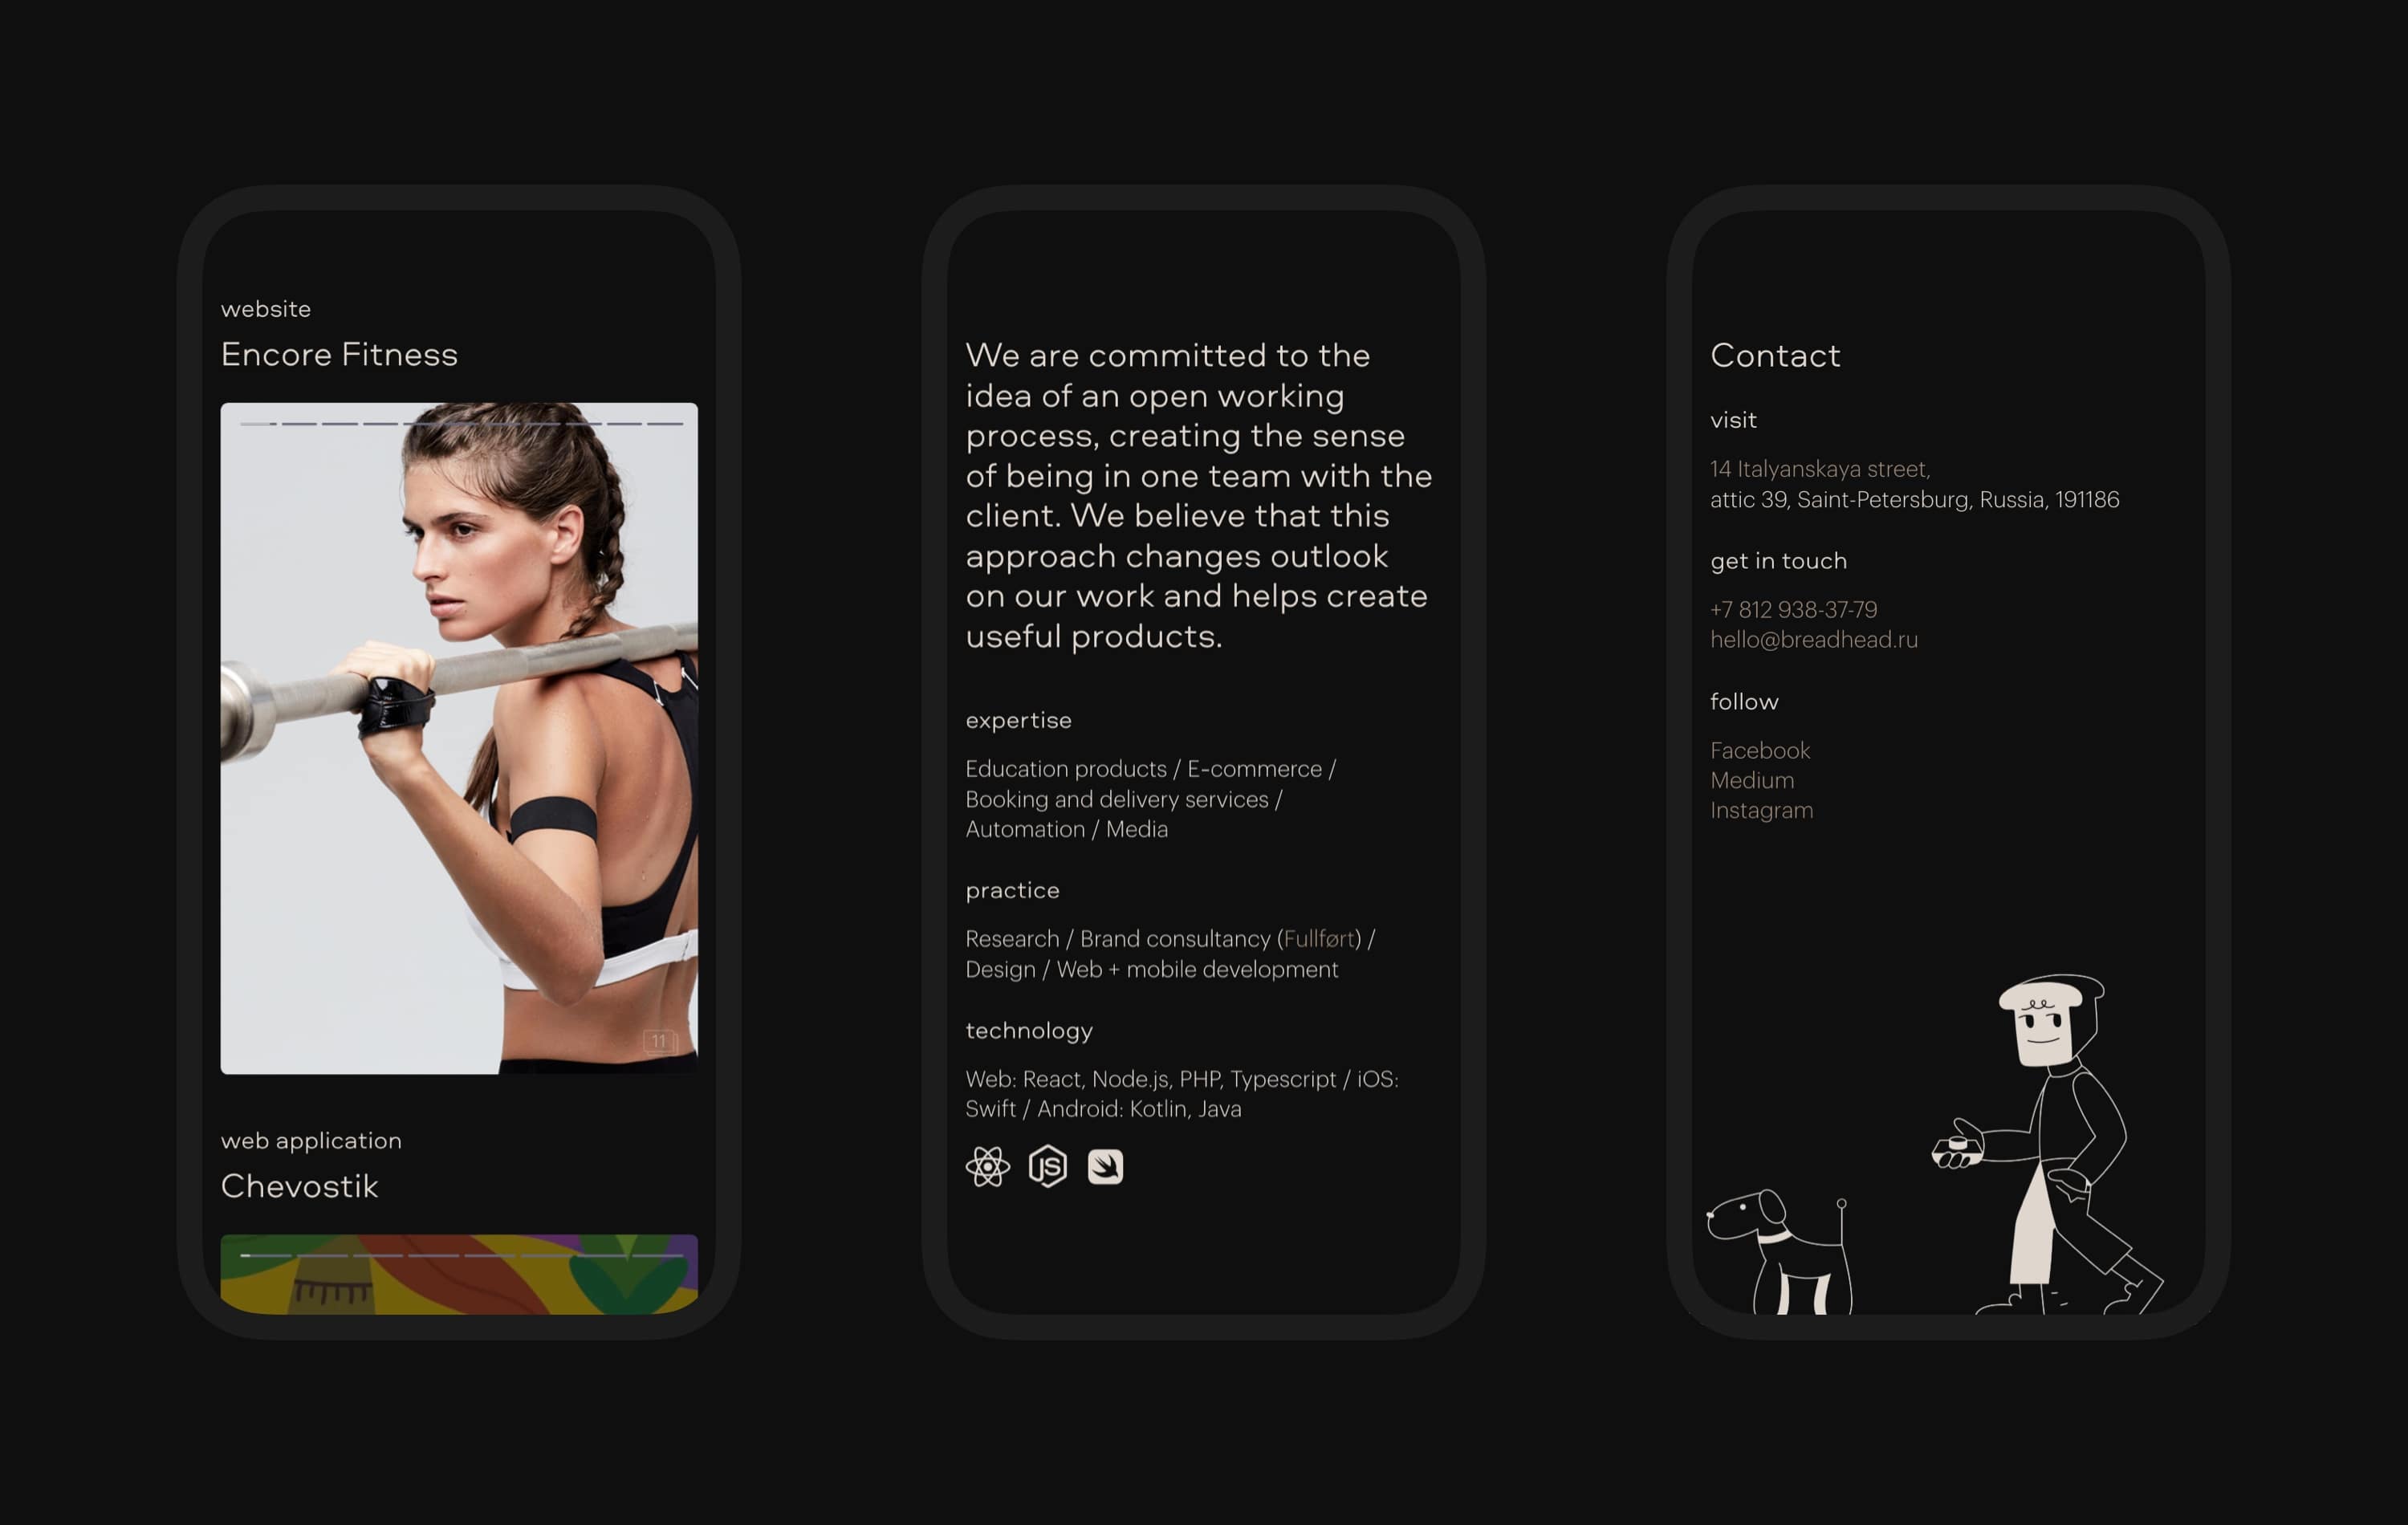 website
Encore Fitness
11
web application
Chevostik
We are committed to the
idea of an open working
process, creating the sense
of being in one team with the
client. We believe that this
approach changes outlook
on our work and helps create
useful products.
expertise
Education products / E-commerce /
Booking and delivery services /
Automation / Media
practice
Research / Brand consultancy (Fullført) /
Design / Web + mobile development
technology
Web: React, Node.js, PHP, Typescript / iOS:
Swift / Android: Kotlin, Java
JS
Contact
visit
14 Italyanskaya street,
attic 39, Saint-Petersburg, Russia, 191186
get in touch
+7 812 938-37-79
hello@breadhead.ru
follow
Facebook
Medium
Instagram